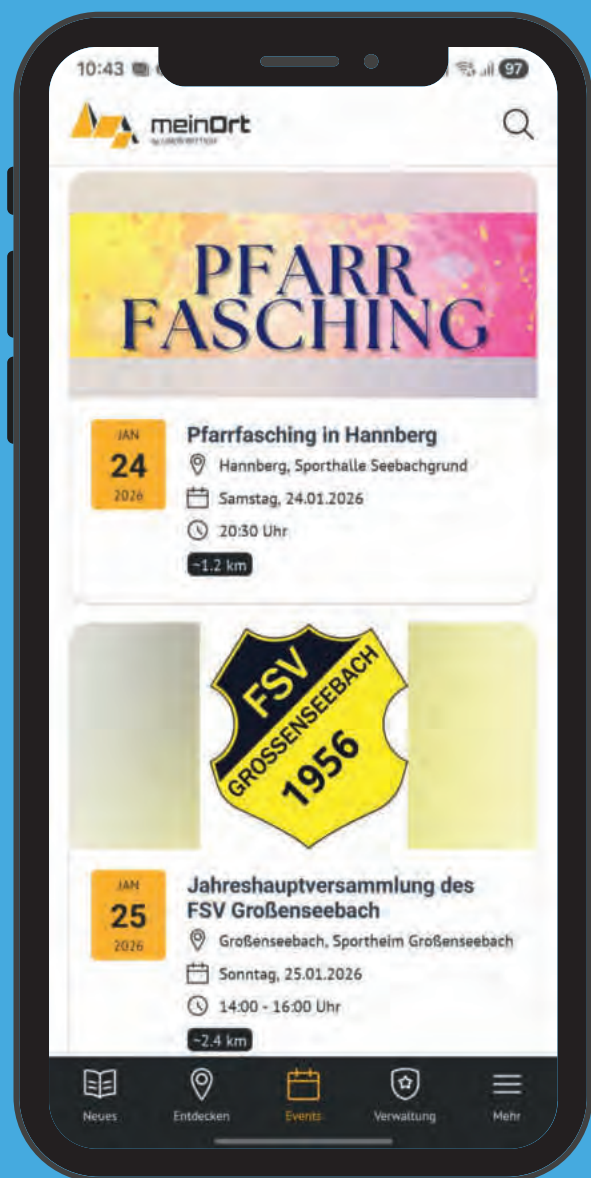 10:43
97
meinOrt
PFARR
FASCHING
JAN
24
2026
Pfarrfasching in Hannberg
Hannberg, Sporthalle Seebachgrund
Samstag, 24.01.2026
20:30 Uhr
~1.2 km
FSV
GROSSENSEEBACH
1956
JAN
25
2026
Jahreshauptversammlung des
FSV Großenseebach
Großenseebach, Sportheim Großenseebach
Sonntag, 25.01.2026
14:00 - 16:00 Uhr
~2.4 km
Neues
Entdecken
Events
Verwaltung
Mehr